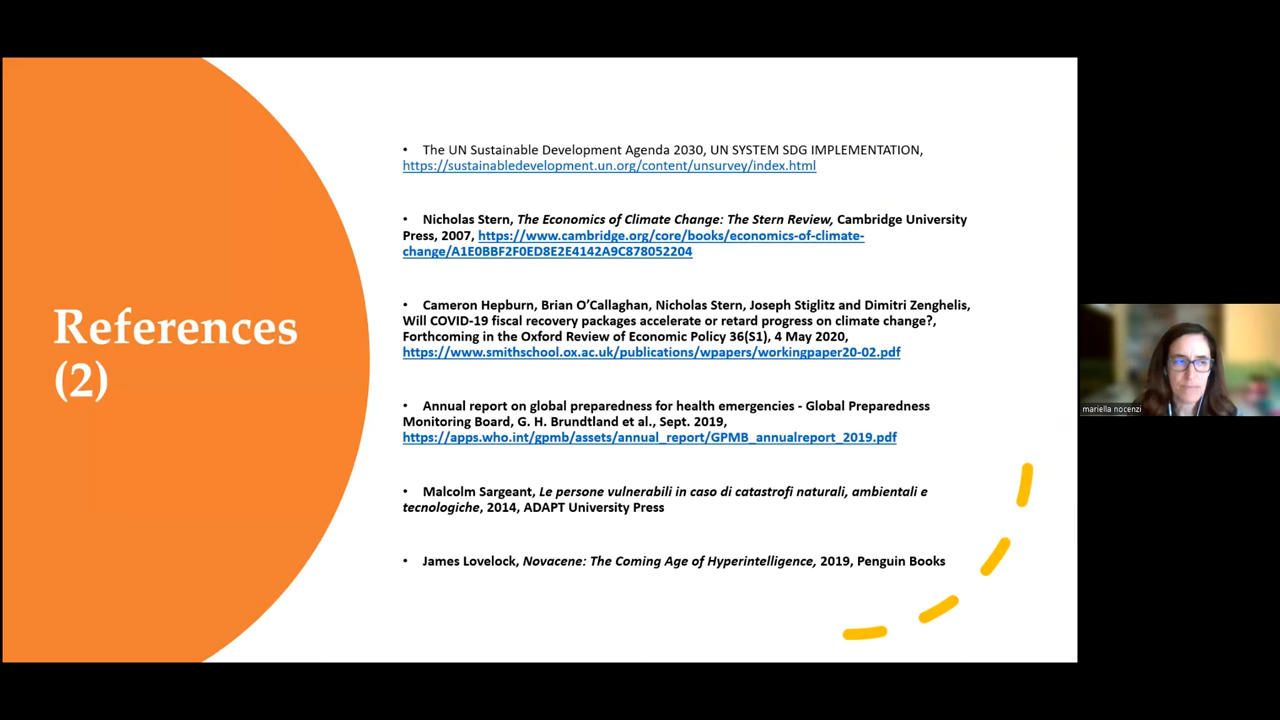 References
(2)
• The UN Sustainable Development Agenda 2030, UN SYSTEM SDG IMPLEMENTATION,
https://sustainabledevelopment.un.org/content/unsurvey/index.html
• Nicholas Stern, The Economics of Climate Change: The Stern Review, Cambridge University
Press, 2007, https://www.cambridge.org/core/books/economics-of-climate-
change/A1E0BBF2F0ED8E2E4142A9C878052204
• Cameron Hepburn, Brian O’Callaghan, Nicholas Stern, Joseph Stiglitz and Dimitri Zenghelis,
Will COVID-19 fiscal recovery packages accelerate or retard progress on climate change?,
Forthcoming in the Oxford Review of Economic Policy 36(S1), 4 May 2020,
https://www.smithschool.ox.ac.uk/publications/wpapers/workingpaper20-02.pdf
• Annual report on global preparedness for health emergencies - Global Preparedness
Monitoring Board, G. H. Brundtland et al., Sept. 2019,
https://apps.who.int/gpmb/assets/annual_report/GPMB_annualreport_2019.pdf
• Malcolm Sargeant, Le persone vulnerabili in caso di catastrofi naturali, ambientali e
tecnologiche, 2014, ADAPT University Press
• James Lovelock, Novacene: The Coming Age of Hyperintelligence, 2019, Penguin Books
mariella nocenzi